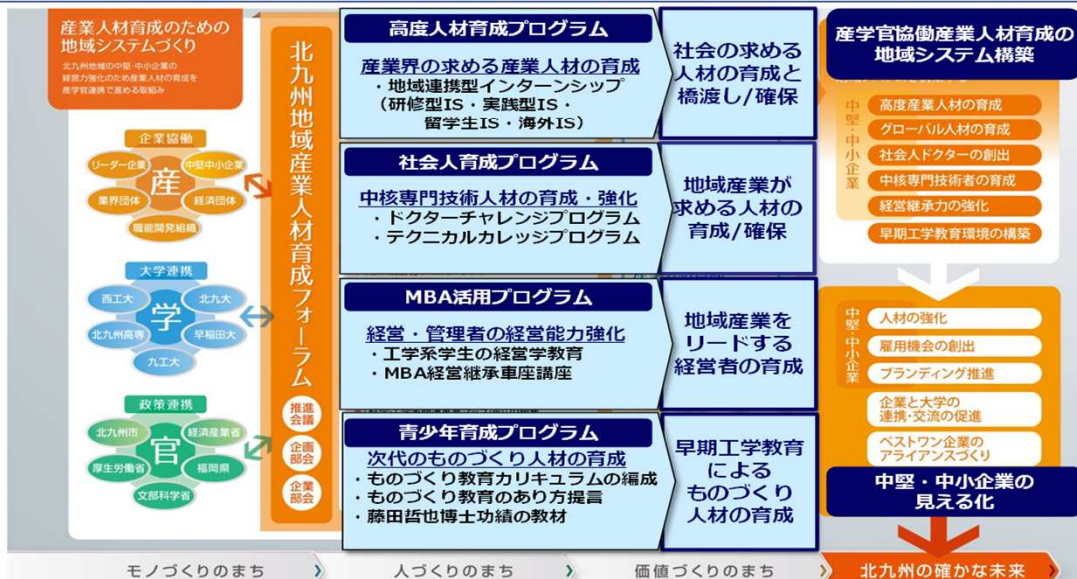 産業人材育成のための
地域システムづくり
北九州地域の中堅・中小企業の
経営力強化のため産業人材の育成を
産学官連携で進める取組み
企業協働
産
リーダー企業
中堅中小企業
業界団体
経済団体
職能開発組織
大学連携
学
西工大
北九大
北九州高専
早稲田大
九工大
政策連携
官
北九州市
経済産業省
厚生労働省
福岡県
文部科学省
北九州地域産業人材育成フォーラム
推進
会議
企画
部会
企業
部会
高度人材育成プログラム
産業界の求める産業人材の育成
・地域連携型インターンシップ
（研修型IS・実践型IS・
留学生IS・海外IS）
社会の求める
人材の育成と
橋渡し/確保
社会人育成プログラム
中核専門技術人材の育成・強化
・ドクターチャレンジプログラム
・テクニカルカレッジプログラム
地域産業が
求める人材の
育成/確保
MBA活用プログラム
経営・管理者の経営能力強化
・工学系学生の経営学教育
・MBA経営継承車座講座
地域産業を
リードする
経営者の育成
青少年育成プログラム
次代のものづくり人材の育成
・ものづくり教育カリキュラムの編成
・ものづくり教育のあり方提言
・藤田哲也博士功績の教材
早期工学教育
による
ものづくり
人材の育成
産学官協働産業人材育成の
地域システム構築
中堅・中小企業
高度産業人材の育成
グローバル人材の育成
社会人ドクターの創出
中核専門技術者の育成
経営継承力の強化
早期工学教育環境の構築
中堅・中小企業
人材の強化
雇用機会の創出
ブランディング推進
企業と大学の
連携・交流の促進
ベストワン企業の
アライアンスづくり
中堅・中小企業の
見える化
モノづくりのまち
人づくりのまち
価値づくりのまち
北九州の確かな未来